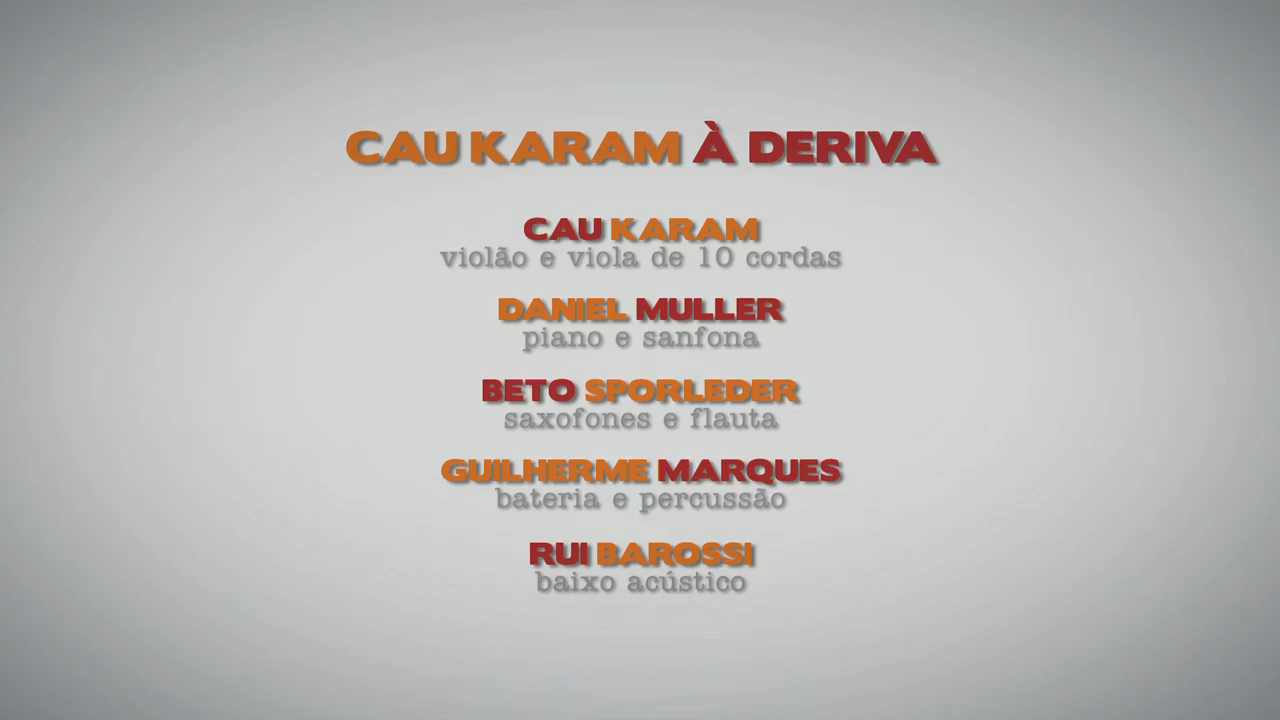 CAU KARAM À DERIVA
CAU KARAM
violão e viola de 10 cordas
DANIEL MULLER
piano e sanfona
BETO SPORLEDER
saxofones e flauta
GUILHERME MARQUES
bateria e percussão
RUI BAROSSI
baixo acústico